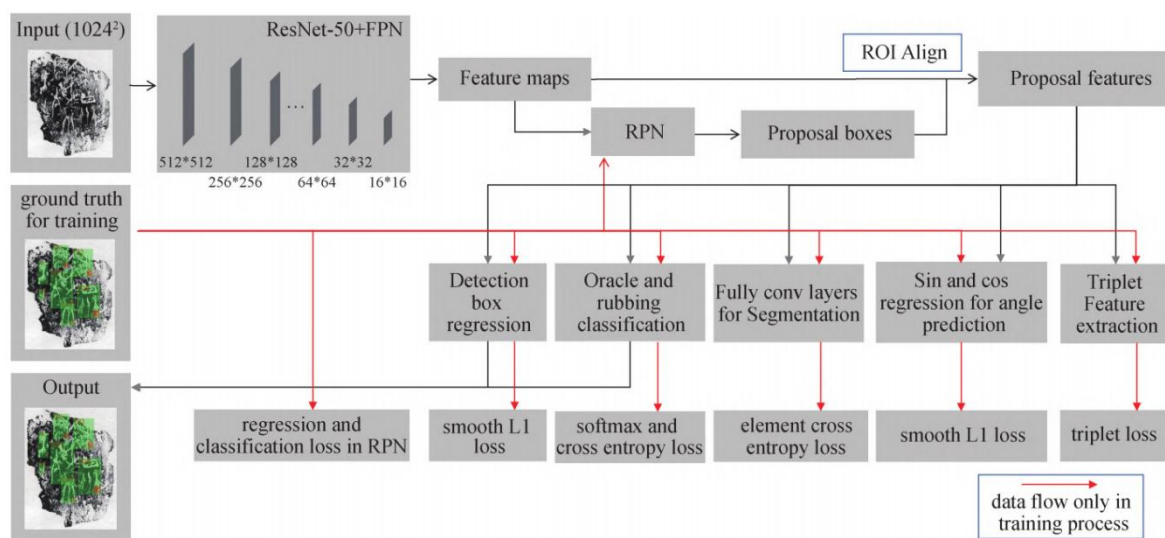 Input (1024²)
ResNet-50+FPN
...
512*512
256*256
128*128
64*64
32*32
16*16
Feature maps
RPN
Proposal boxes
ROI Align
Proposal features
ground truth
for training
Detection
box
regression
Oracle and
rubbing
classification
Fully conv layers
for Segmentation
Sin and cos
regression for angle
prediction
Triplet
Feature
extraction
Output
regression and
classification loss in RPN
smooth L1
loss
softmax and
cross entropy loss
element cross
entropy loss
smooth L1 loss
triplet loss
data flow only in
training process